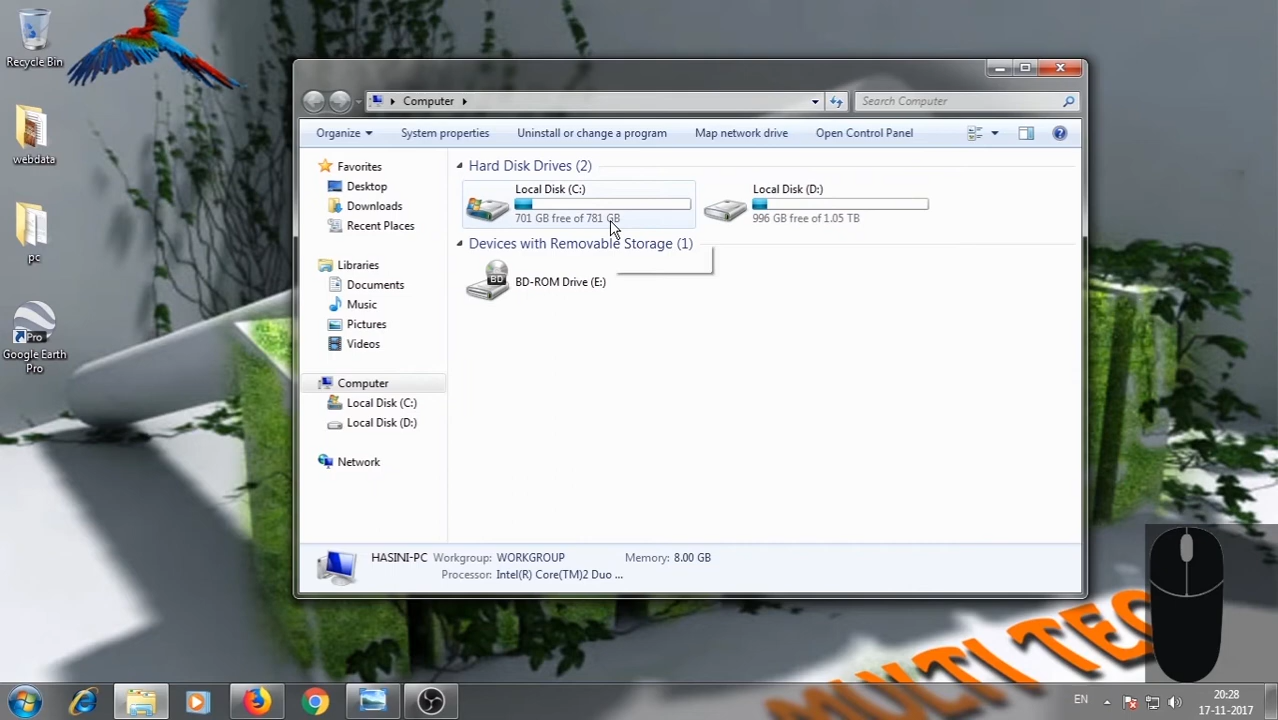 Recycle Bin
webdata
pc
Pro
Google Earth
Pro
Computer
Search Computer
Organize
System properties
Uninstall or change a program
Map network drive
Open Control Panel
Favorites
Desktop
Downloads
Recent Places
Libraries
Documents
Music
Pictures
Videos
Computer
Local Disk (C:)
Local Disk (D:)
Network
Hard Disk Drives (2)
Local Disk (C:)
701 GB free of 781 GB
Local Disk (D:)
996 GB free of 1.05 TB
Devices with Removable Storage (1)
BD
BD-ROM Drive (E:)
HASINI-PC Workgroup: WORKGROUP Memory: 8.00 GB
Processor: Intel(R) Core(TM)2 Duo ...
MULTI TEC
EN
20:28
17-11-2017